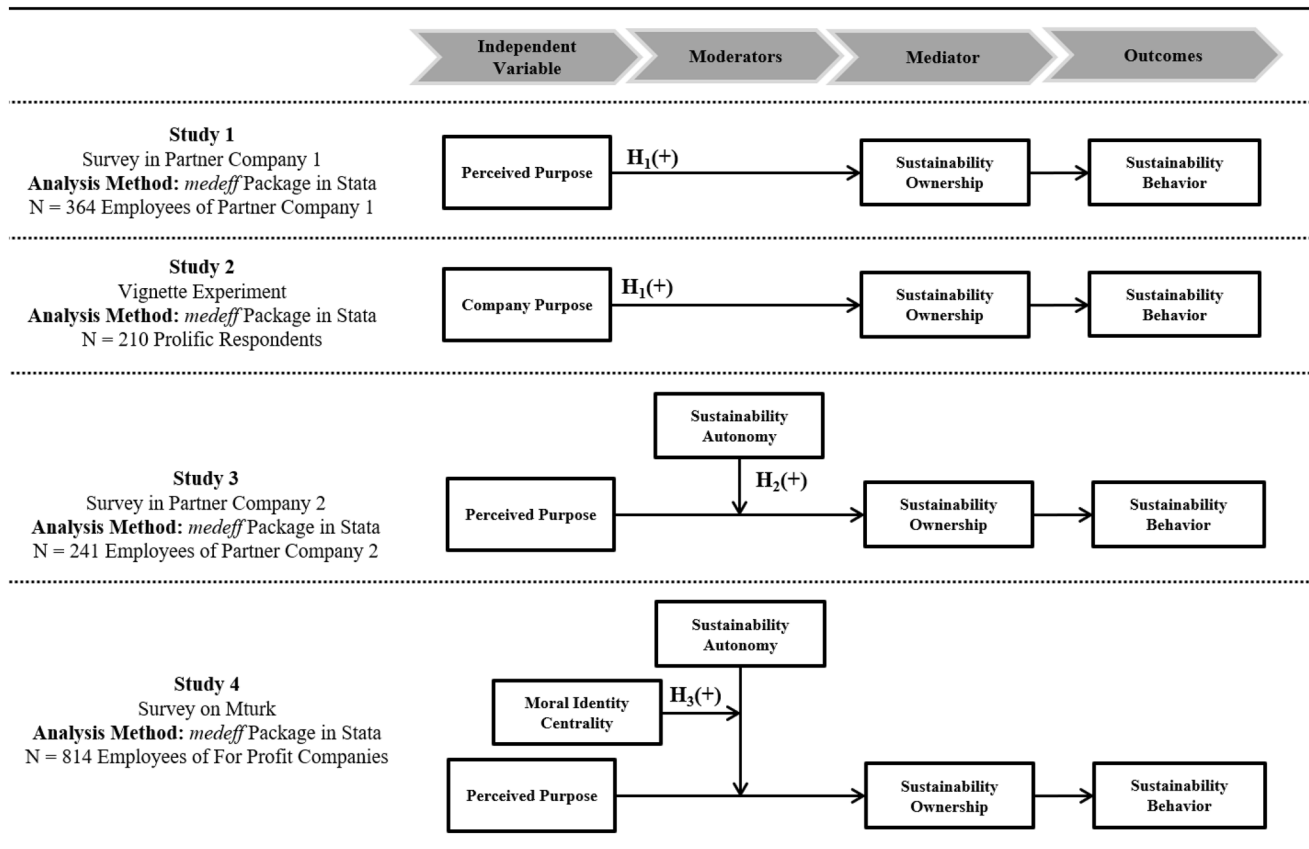 Independent
Variable
Moderators
Mediator
Outcomes
Study 1
Survey in Partner Company 1
Analysis Method: medeff Package in Stata
N = 364 Employees of Partner Company 1
Perceived Purpose
H1(+)
Sustainability
Ownership
Sustainability
Behavior
Study 2
Vignette Experiment
Analysis Method: medeff Package in Stata
N = 210 Prolific Respondents
Company Purpose
H1(+)
Sustainability
Ownership
Sustainability
Behavior
Study 3
Survey in Partner Company 2
Analysis Method: medeff Package in Stata
N = 241 Employees of Partner Company 2
Sustainability
Autonomy
H2(+)
Perceived Purpose
Sustainability
Ownership
Sustainability
Behavior
Study 4
Survey on Mturk
Analysis Method: medeff Package in Stata
N = 814 Employees of For Profit Companies
Sustainability
Autonomy
Moral Identity
Centrality
H3(+)
Perceived Purpose
Sustainability
Ownership
Sustainability
Behavior